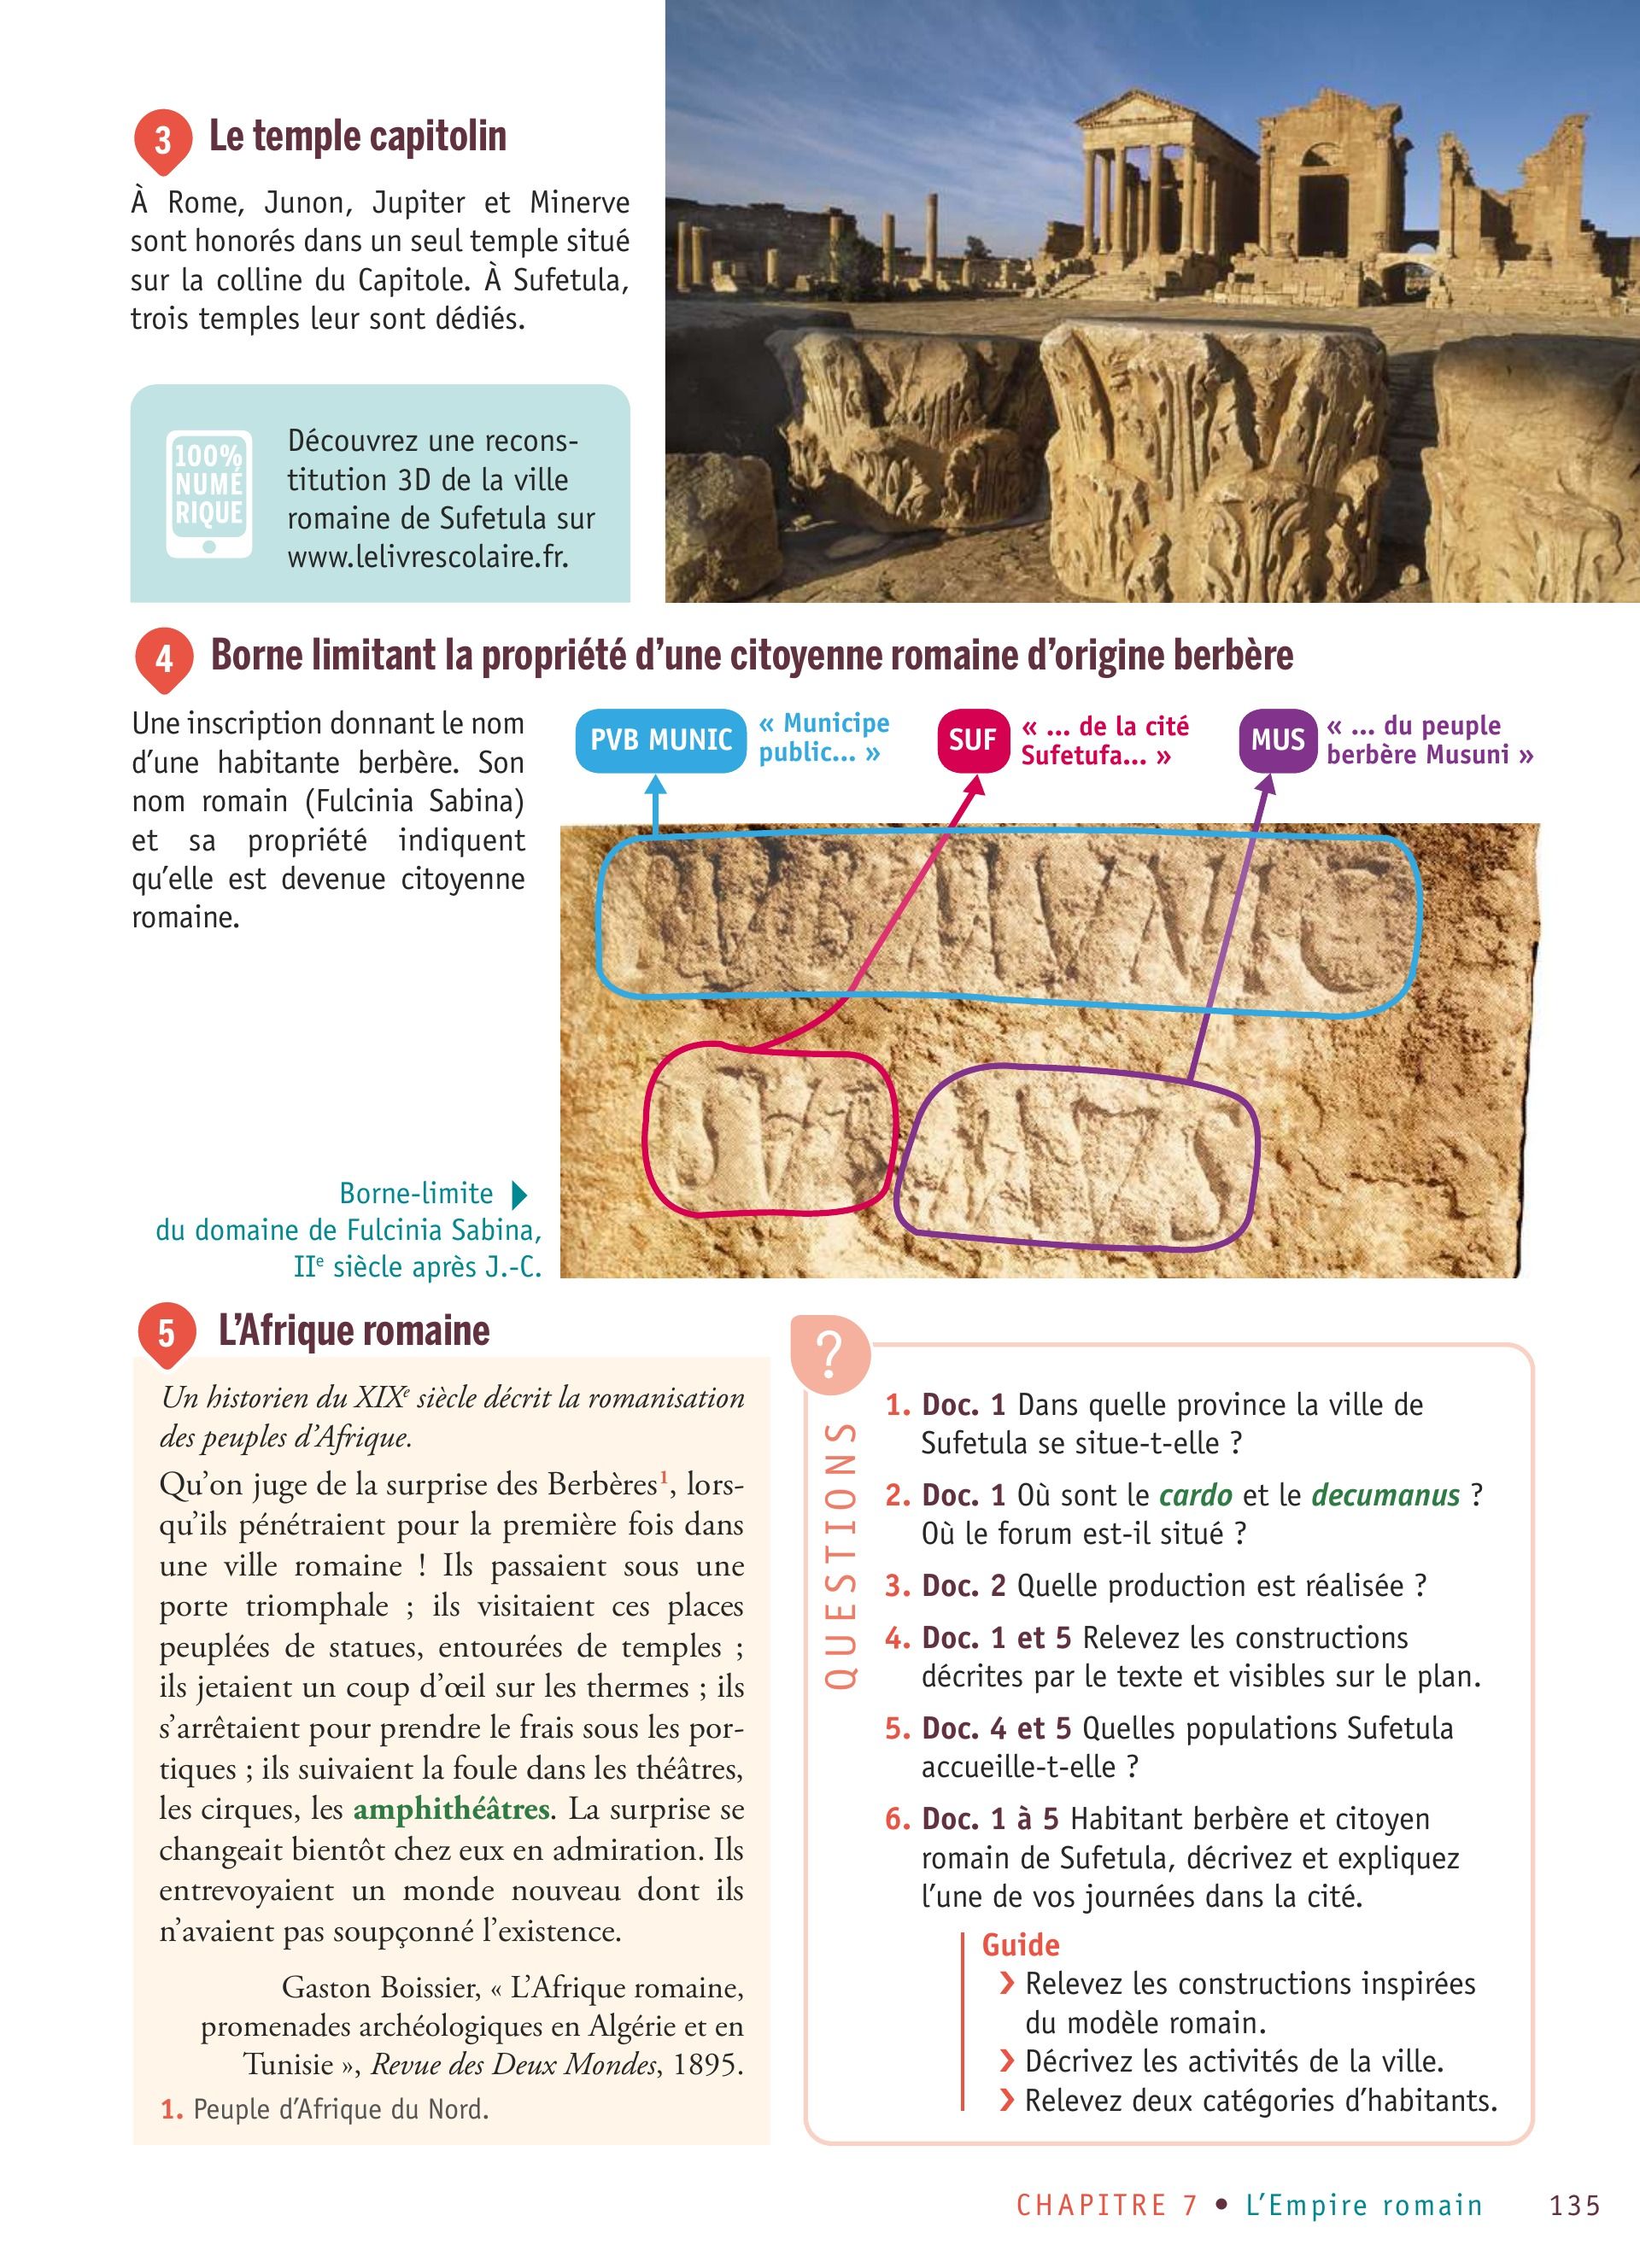 3 Le temple capitolin
À Rome, Junon, Jupiter et Minerve
sont honorés dans un seul temple situé
sur la colline du Capitole. À Sufetula,
trois temples leur sont dédiés.
100%
NUMÉ
RIQUE
Découvrez une recons-
titution 3D de la ville
romaine de Sufetula sur
www.lelivrescolaire.fr.
4 Borne limitant la propriété d'une citoyenne romaine d'origine berbère
Une inscription donnant le nom
d'une habitante berbère. Son
nom romain (Fulcinia Sabina)
et sa propriété indiquent
qu'elle est devenue citoyenne
romaine.
PVB MUNIC
« Municipe
public... »
SUF
« ... de la cité
Sufetufa... »
MUS
« ... du peuple
berbère Musuni »
Borne-limite
du domaine de Fulcinia Sabina,
IIe siècle après J.-C.
5 L'Afrique romaine
Un historien du XIXe siècle décrit la romanisation
des peuples d'Afrique.
Qu'on juge de la surprise des Berbères1, lors-
qu'ils pénétraient pour la première fois dans
une ville romaine ! Ils passaient sous une
porte triomphale ; ils visitaient ces places
peuplées de statues, entourées de temples ;
ils jetaient un coup d'œil sur les thermes ; ils
s'arrêtaient pour prendre le frais sous les por-
tiques ; ils suivaient la foule dans les théâtres,
les cirques, les amphithéâtres. La surprise se
changeait bientôt chez eux en admiration. Ils
entrevoyaient un monde nouveau dont ils
n'avaient pas soupçonné l'existence.
Gaston Boissier, « L'Afrique romaine,
promenades archéologiques en Algérie et en
Tunisie », Revue des Deux Mondes, 1895.
1. Peuple d'Afrique du Nord.
?
QUESTIONS
1. Doc. 1 Dans quelle province la ville de
Sufetula se situe-t-elle ?
2. Doc. 1 Où sont le cardo et le decumanus ?
Où le forum est-il situé ?
3. Doc. 2 Quelle production est réalisée ?
4. Doc. 1 et 5 Relevez les constructions
décrites par le texte et visibles sur le plan.
5. Doc. 4 et 5 Quelles populations Sufetula
accueille-t-elle ?
6. Doc. 1 à 5 Habitant berbère et citoyen
romain de Sufetula, décrivez et expliquez
l'une de vos journées dans la cité.
Guide
› Relevez les constructions inspirées
du modèle romain.
› Décrivez les activités de la ville.
› Relevez deux catégories d'habitants.
CHAPITRE 7 • L'Empire romain 135